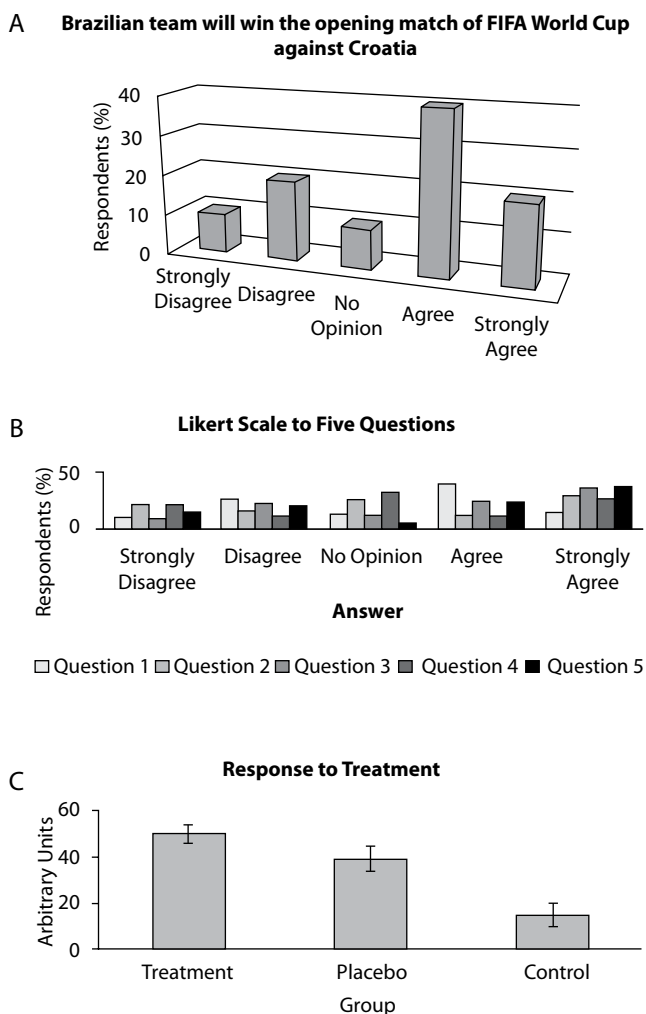 A
Brazilian team will win the opening match of FIFA World Cup
against Croatia
Respondents (%)
40
30
20
10
0
Strongly
Disagree
Disagree
No
Opinion
Agree
Strongly
Agree
B
Likert Scale to Five Questions
Respondents (%)
50
0
Strongly
Disagree
Disagree
No Opinion
Agree
Strongly
Agree
Answer
Question 1
Question 2
Question 3
Question 4
Question 5
C
Response to Treatment
Arbitrary Units
60
40
20
0
Treatment
Placebo
Control
Group